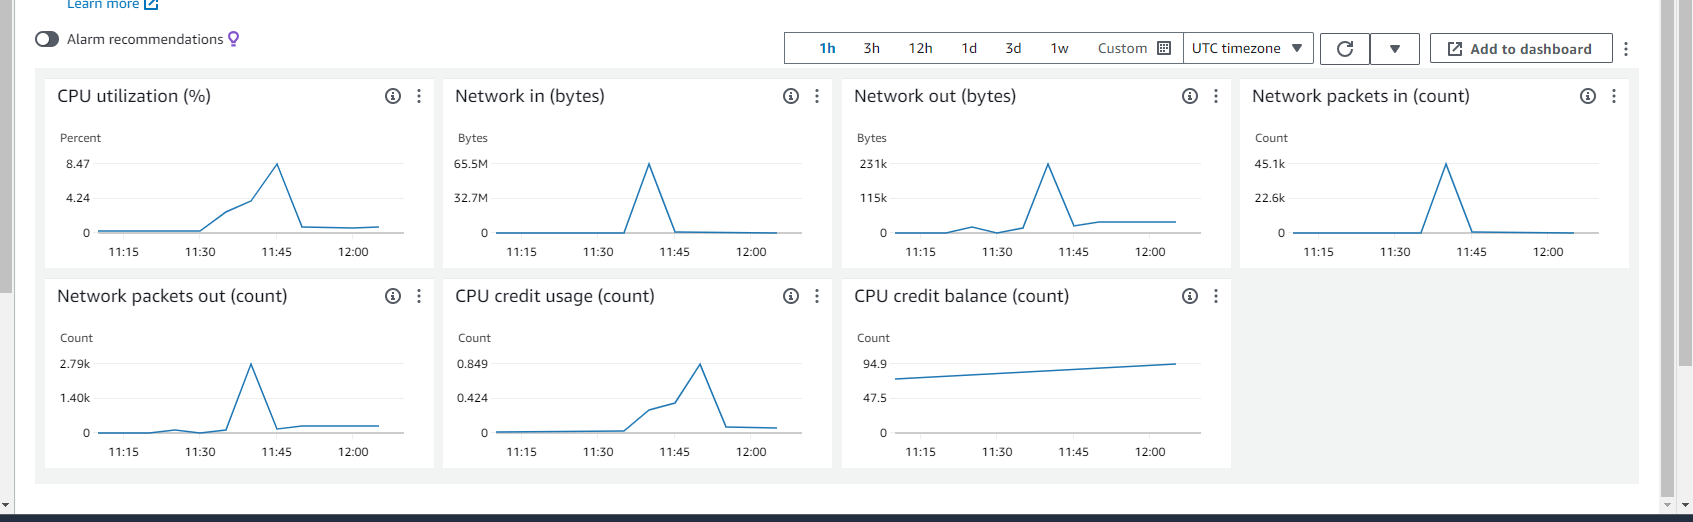 Learn more
Alarm recommendations
1h 3h 12h 1d 3d 1w Custom UTC timezone Add to dashboard
CPU utilization (%)
Percent
8.47
4.24
0
11:15 11:30 11:45 12:00
Network in (bytes)
Bytes
65.5M
32.7M
0
11:15 11:30 11:45 12:00
Network out (bytes)
Bytes
231k
115k
0
11:15 11:30 11:45 12:00
Network packets in (count)
Count
45.1k
22.6k
0
11:15 11:30 11:45 12:00
Network packets out (count)
Count
2.79k
1.40k
0
11:15 11:30 11:45 12:00
CPU credit usage (count)
Count
0.849
0.424
0
11:15 11:30 11:45 12:00
CPU credit balance (count)
Count
94.9
47.5
0
11:15 11:30 11:45 12:00